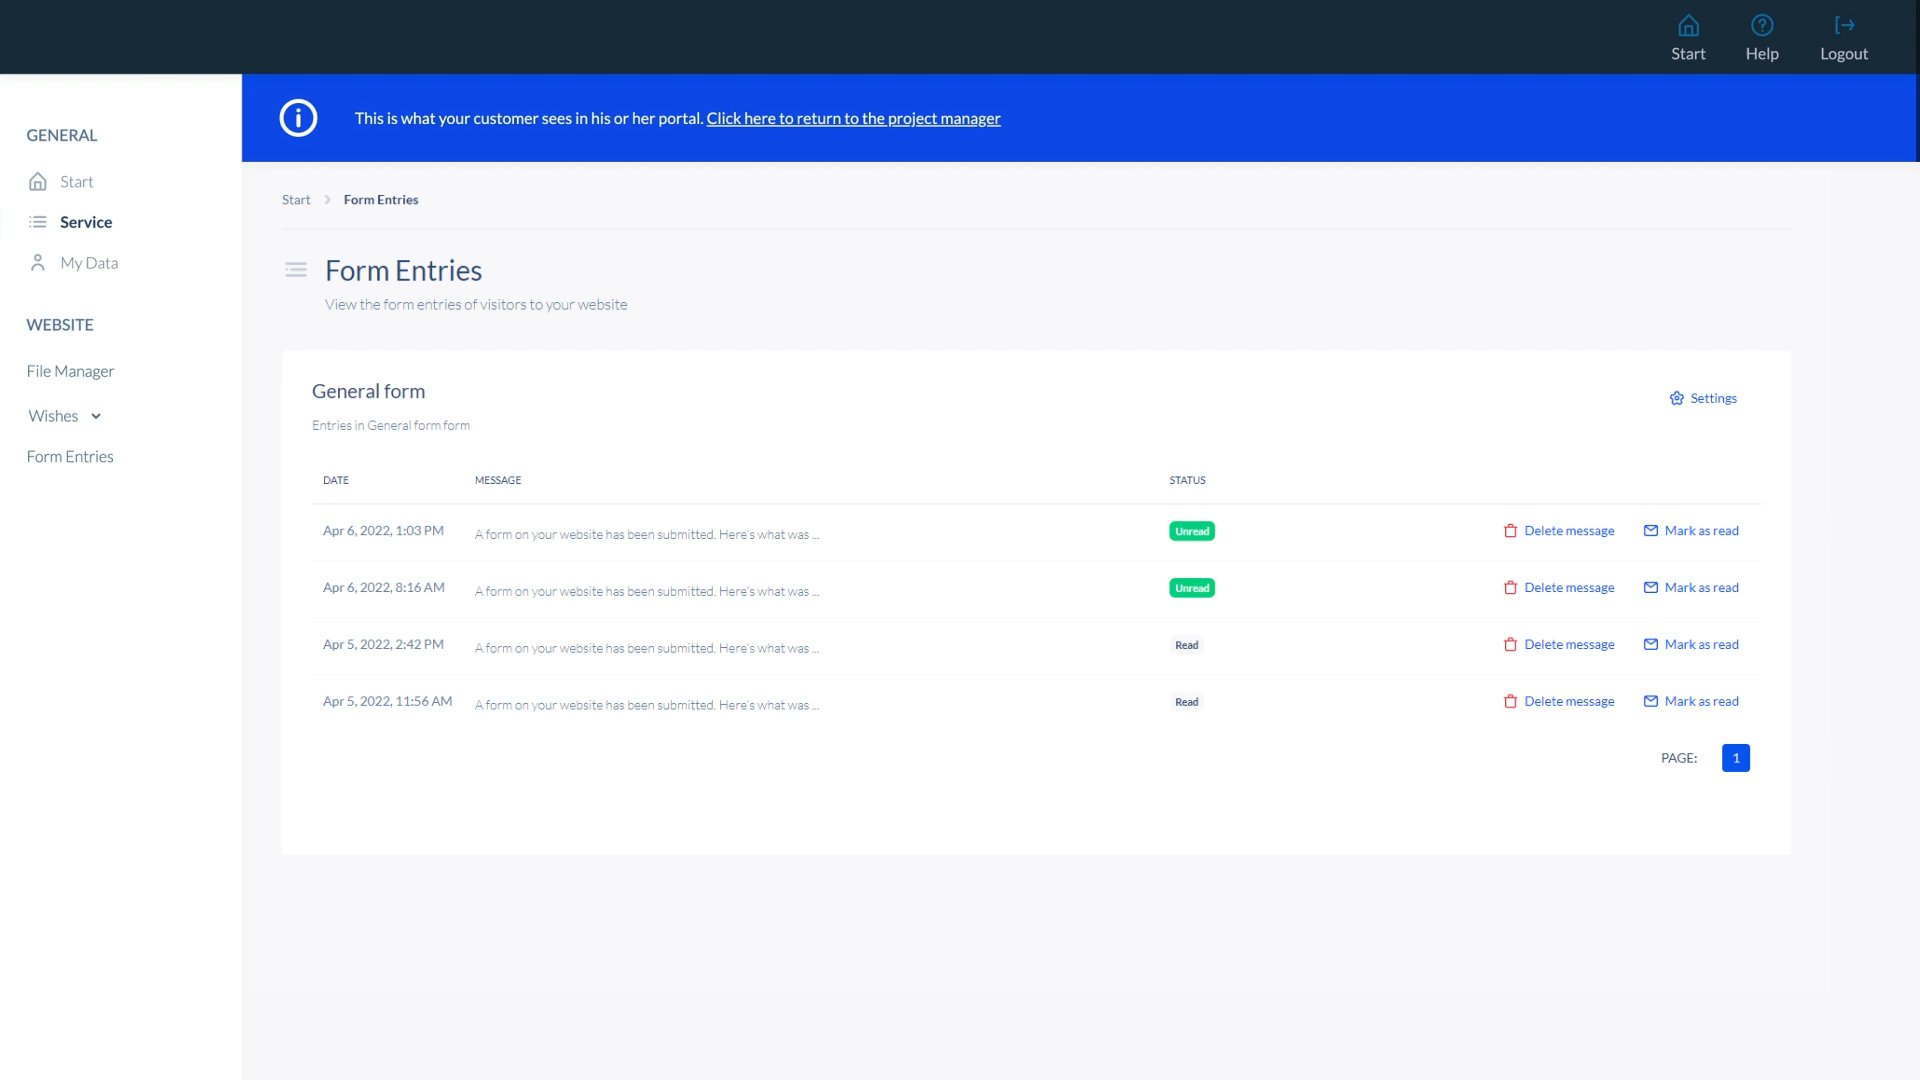 Start Help Logout
This is what your customer sees in his or her portal. Click here to return to the project manager
GENERAL
Start
Service
My Data
WEBSITE
File Manager
Wishes
Form Entries
Start Form Entries
Form Entries
View the form entries of visitors to your website
General form
Settings
Entries in General form form
DATE MESSAGE STATUS
Apr 6, 2022, 1:03 PM A form on your website has been submitted. Here's what was ... Unread Delete message Mark as read
Apr 6, 2022, 8:16 AM A form on your website has been submitted. Here's what was ... Unread Delete message Mark as read
Apr 5, 2022, 2:42 PM A form on your website has been submitted. Here's what was ... Read Delete message Mark as read
Apr 5, 2022, 11:56 AM A form on your website has been submitted. Here's what was ... Read Delete message Mark as read
PAGE: 1